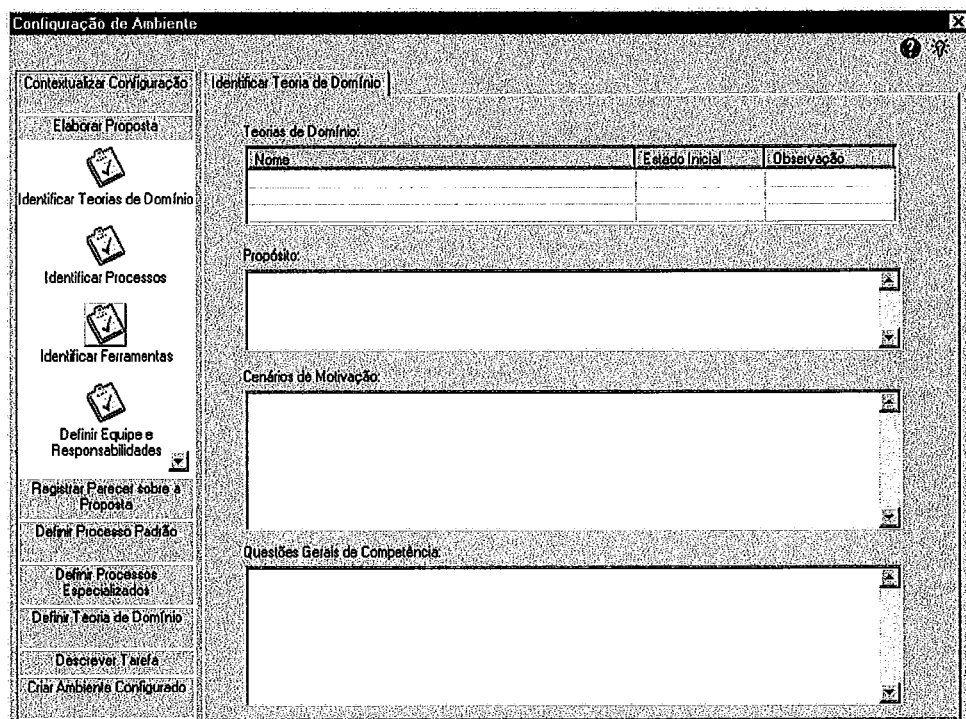 Configuração de Ambiente
Contextualizar Configuração
Elaborar Proposta
Identificar Teorias de Domínio
Identificar Processos
Identificar Ferramentas
Definir Equipe e
Responsabilidades
Registrar Parecer sobre a
Proposta
Definir Processo Padrão
Definir Processos
Especializados
Definir Teoria de Domínio
Descrever Tarefa
Criar Ambiente Configurado
Identificar Teoria de Domínio
Teorias de Domínio:
Nome Estado Inicial Observação
Propósito:
Cenários de Motivação:
Questões Gerais de Competência: